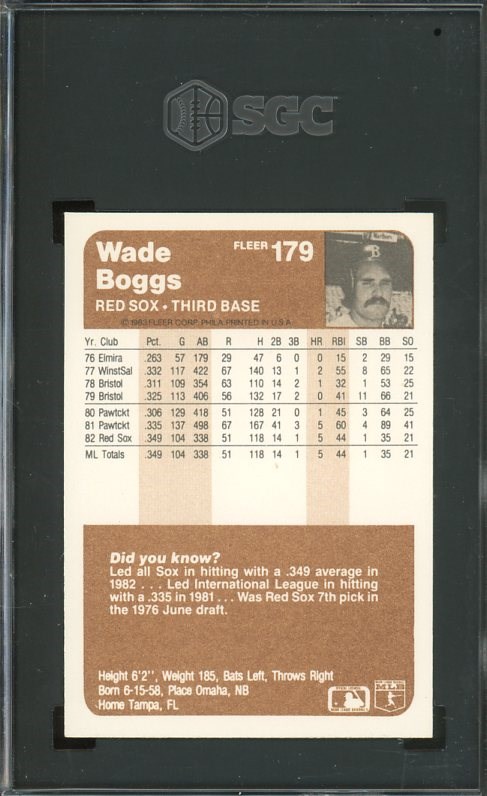 SGC
Wade
Boggs
FLEER 179
RED SOX • THIRD BASE
© 1983 FLEER CORP. PHILA. PRINTED IN U.S.A.
Yr. Club Pct. G AB R H 2B 3B HR RBI SB BB SO
76 Elmira .263 57 179 29 47 6 0 0 15 2 29 15
77 WinstSal .332 117 422 67 140 13 1 2 55 8 65 22
78 Bristol .311 109 354 63 110 14 2 1 32 1 53 25
79 Bristol .325 113 406 56 132 17 2 0 41 11 66 21
80 Pawtckt .306 129 418 51 128 21 0 1 45 3 64 25
81 Pawtckt .335 137 498 67 167 41 3 5 60 4 89 41
82 Red Sox .349 104 338 51 118 14 1 5 44 1 35 21
ML Totals .349 104 338 51 118 14 1 5 44 1 35 21
Did you know?
Led all Sox in hitting with a .349 average in
1982 . . . Led International League in hitting
with a .335 in 1981 . . . Was Red Sox 7th pick in
the 1976 June draft.
Height 6'2'', Weight 185, Bats Left, Throws Right
Born 6-15-58, Place Omaha, NB
Home Tampa, FL